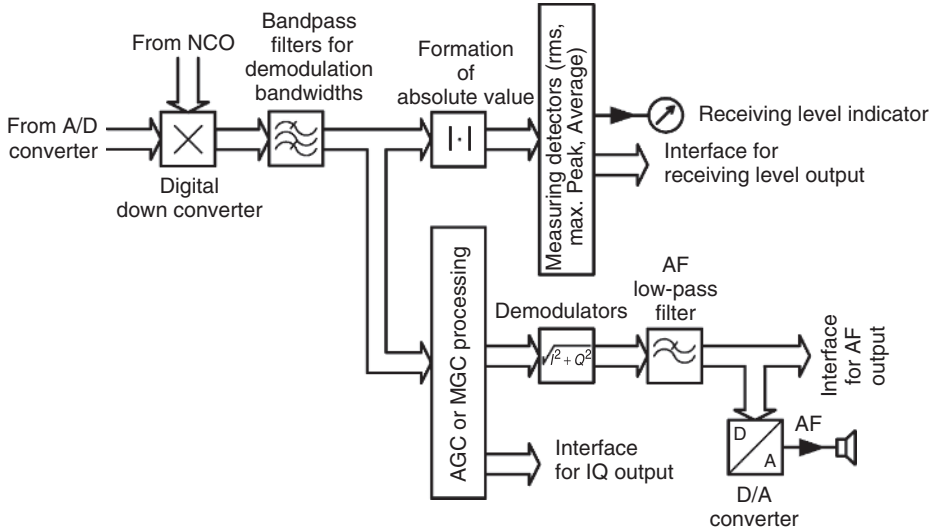 From NCO
Bandpass
filters for
demodulation
bandwidths
Formation
of
absolute value
Measuring detectors (rms,
max. Peak, Average)
From A/D
converter
|·|
Receiving level indicator
Interface for
receiving level output
Digital
down converter
AGC or MGC processing
AF
low-pass
filter
Demodulators
√I²+Q²
Interface
for AF
output
Interface
for IQ output
D
A
AF
D/A
converter